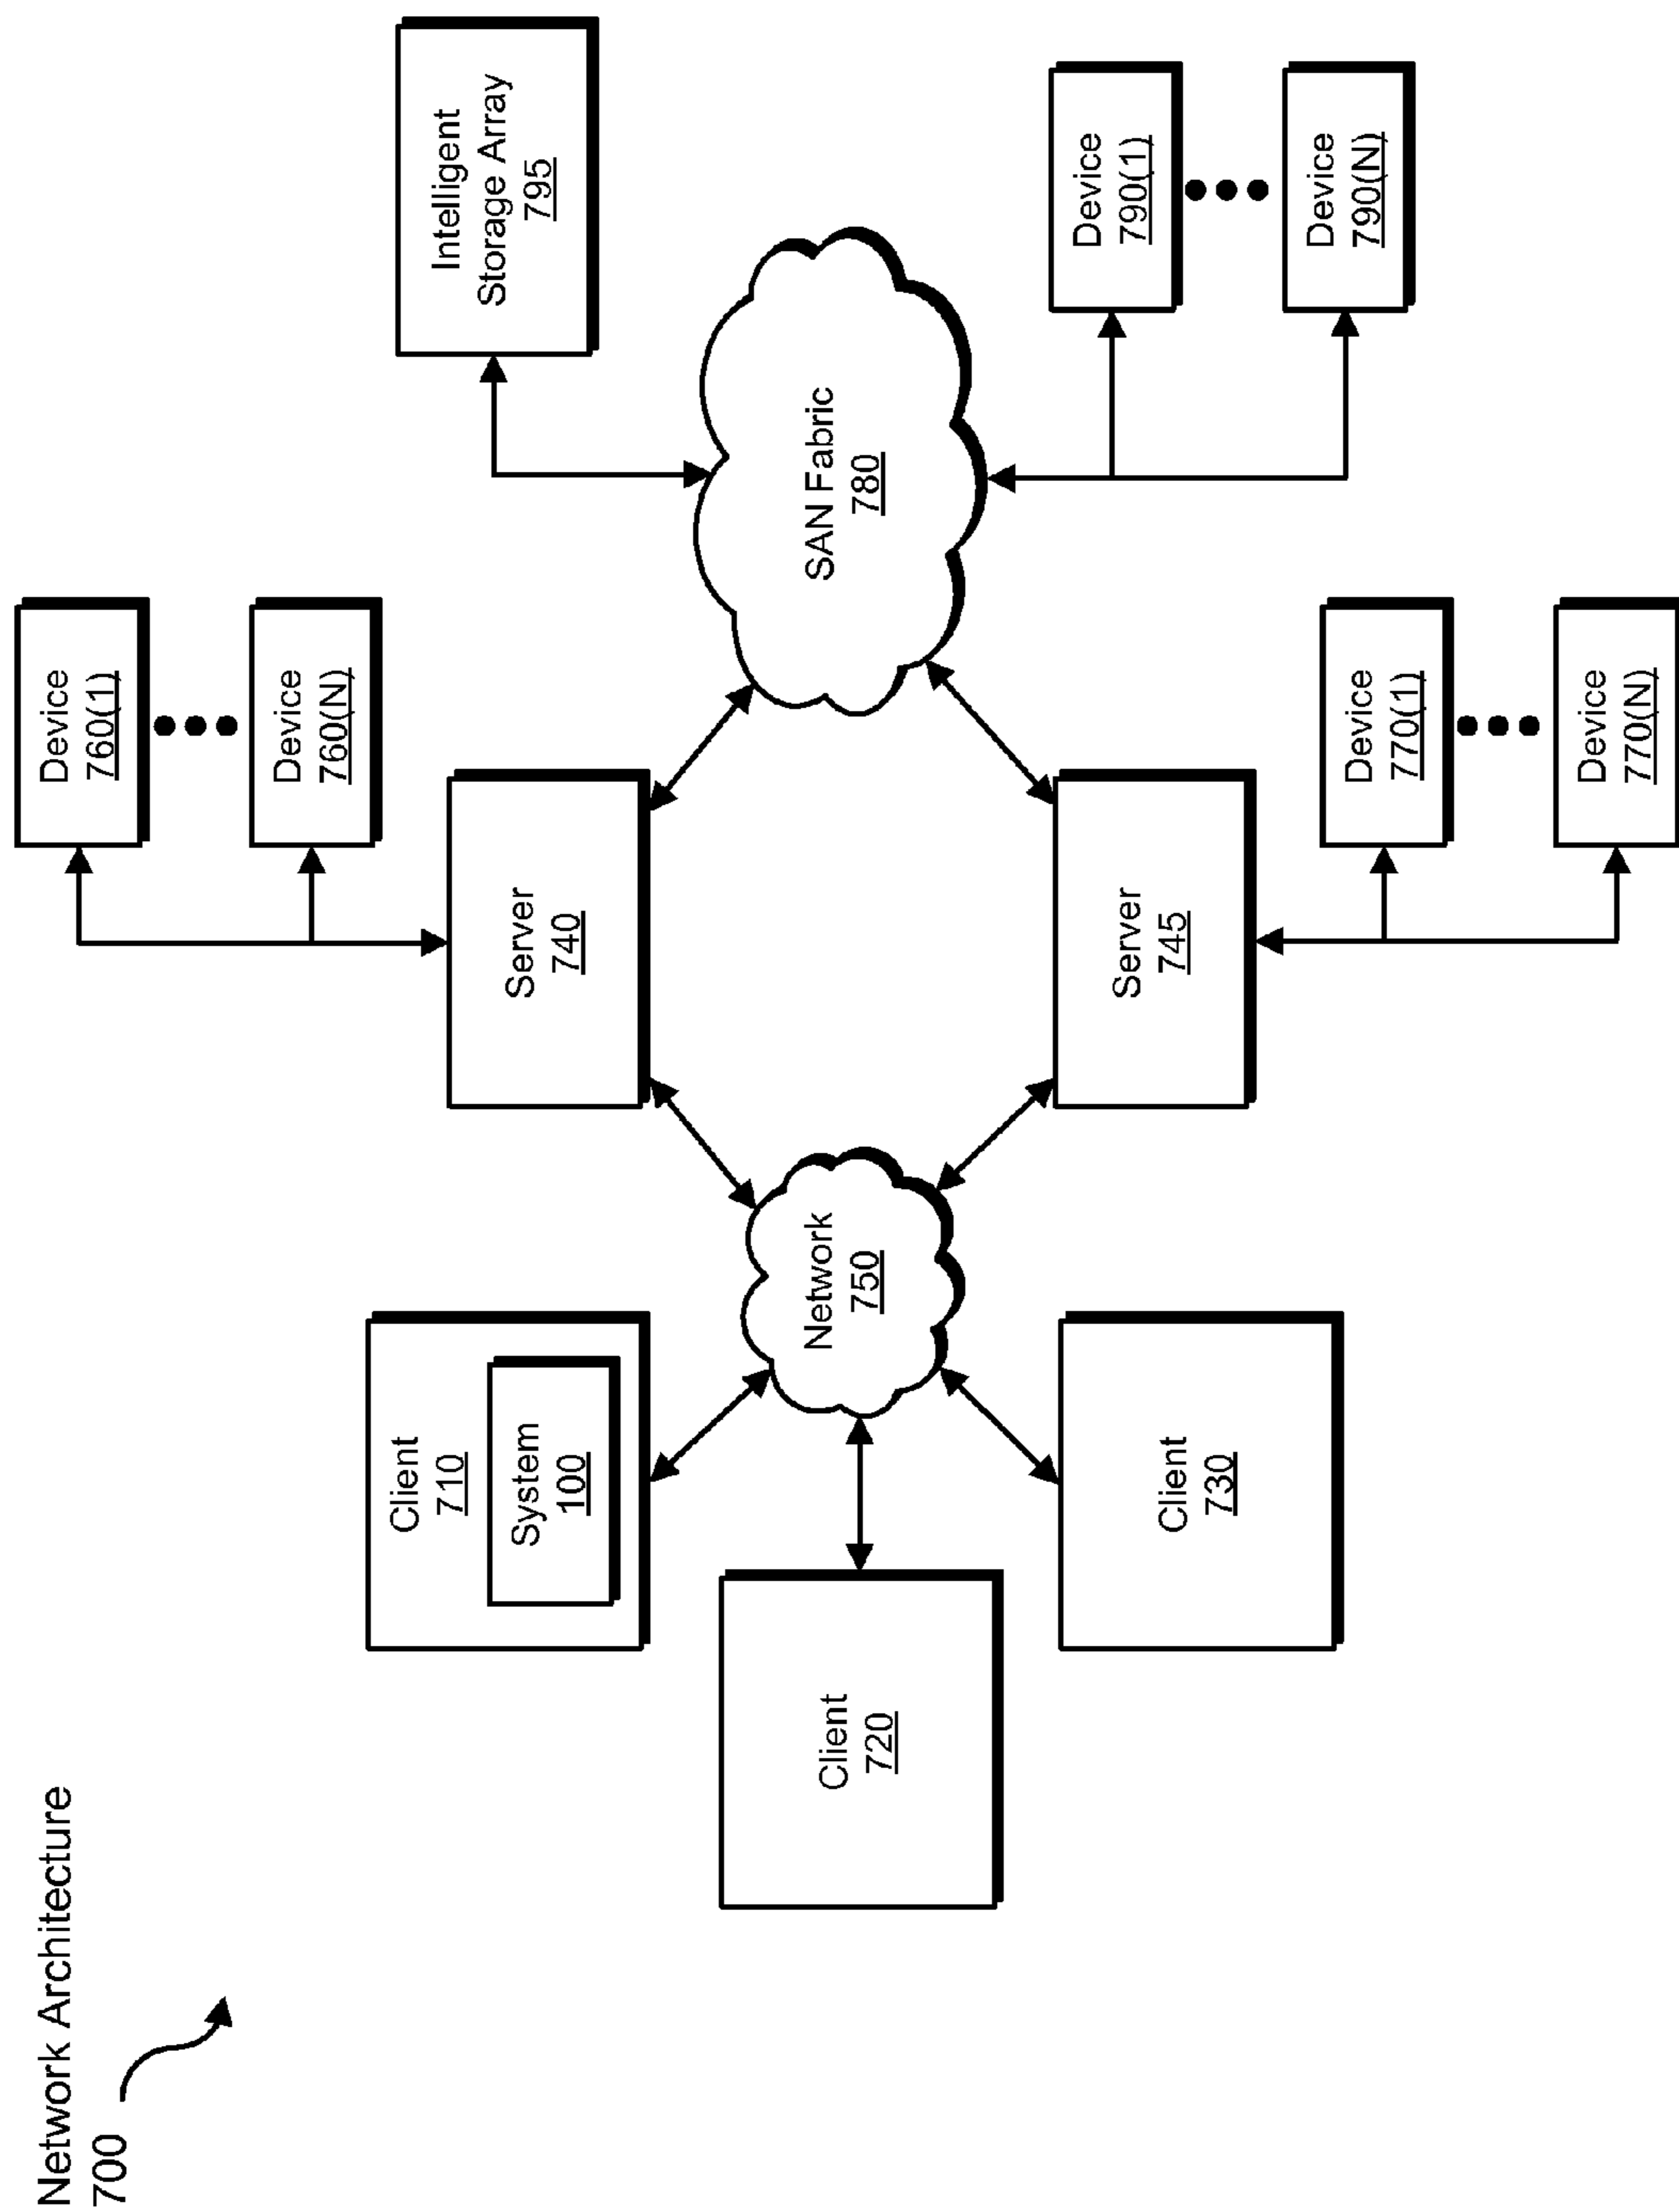 Network Architecture
700
Client
710
System
100
Client
720
Client
730
Network
750
Server
740
Server
745
Device
760(1)
Device
760(N)
Device
770(1)
Device
770(N)
SAN Fabric
780
Intelligent
Storage Array
795
Device
790(1)
Device
790(N)